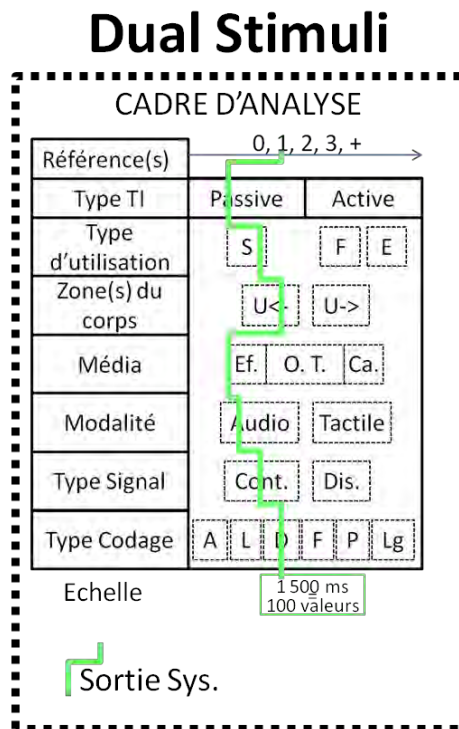 Dual Stimuli
CADRE D'ANALYSE
Référence(s) 0, 1, 2, 3, +
Type TI Passive Active
Type d'utilisation S F E
Zone(s) du corps U<- U->
Média Ef. O. T. Ca.
Modalité Audio Tactile
Type Signal Cont. Dis.
Type Codage A L D F P Lg
Echelle 1 500 ms
100 valeurs
Sortie Sys.